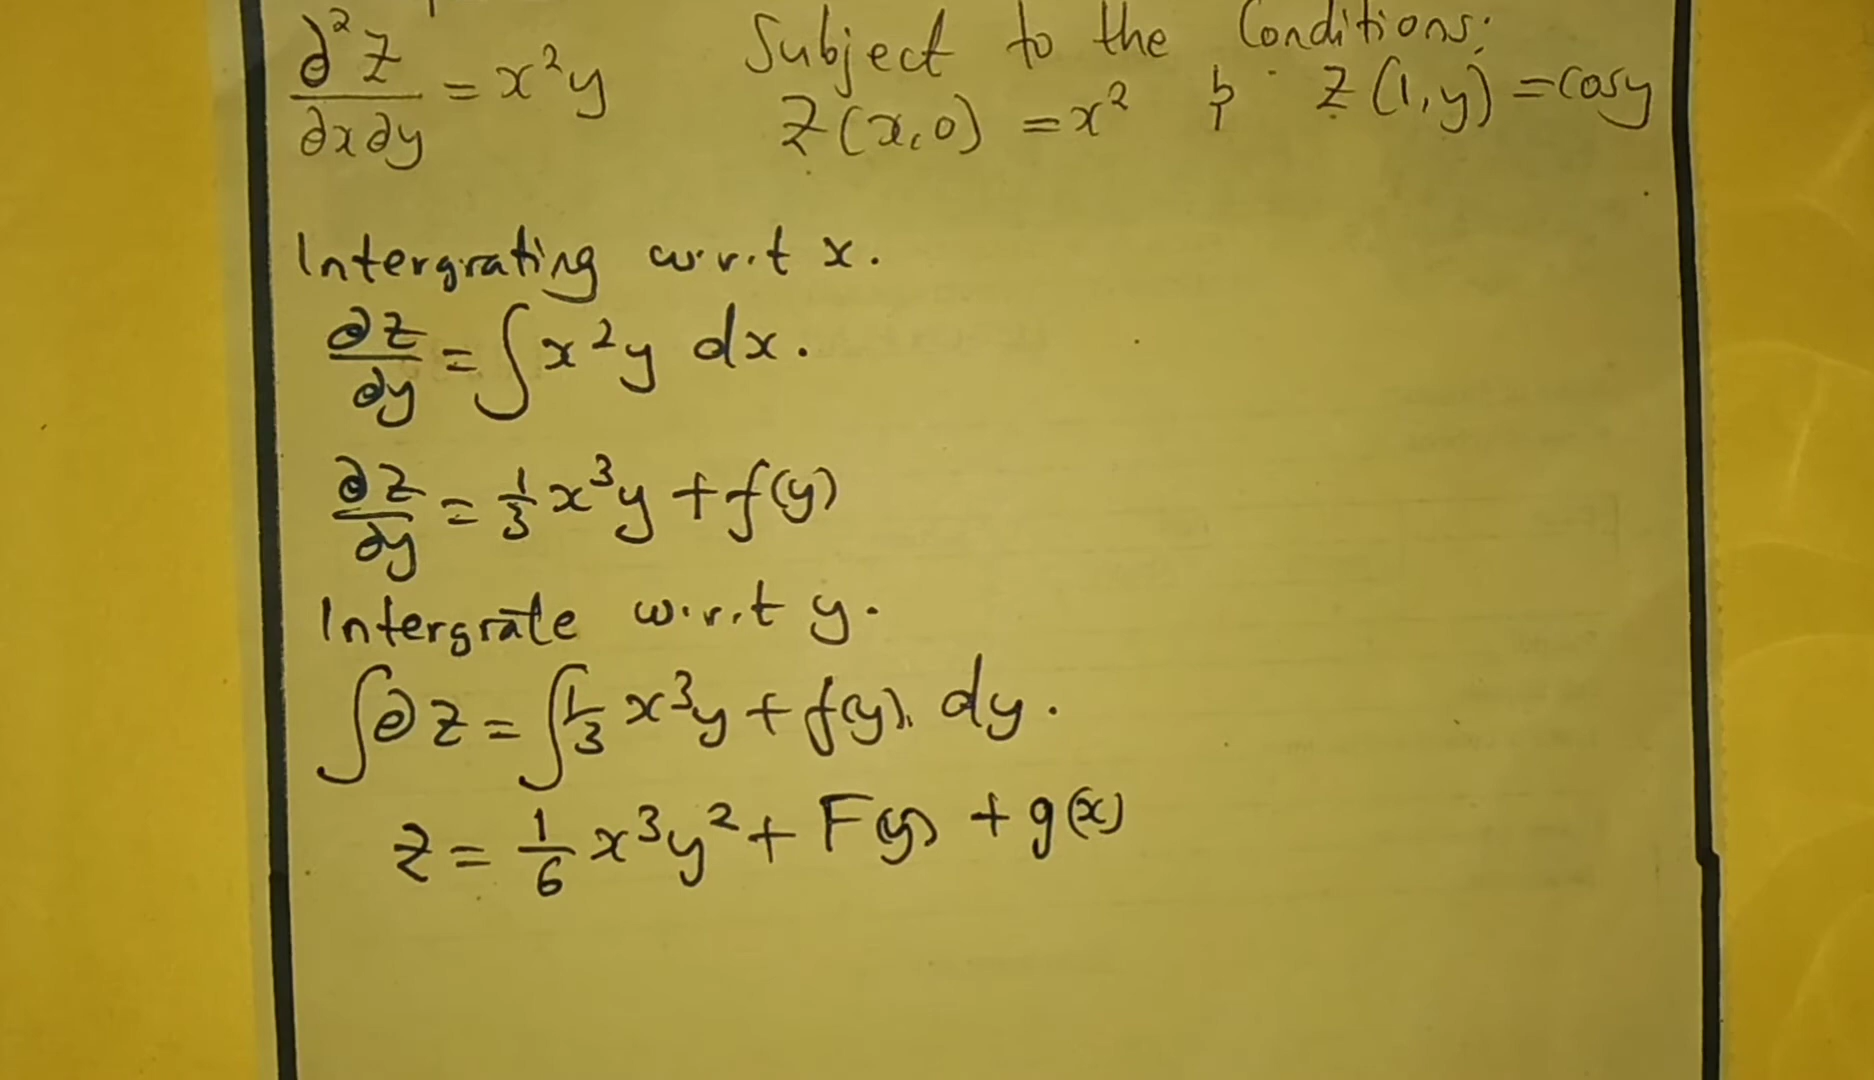 ∂²Z/∂x∂y = x²y Subject to the Conditions;
Z(x,0) = x² & Z(1,y) = cosy
Intergrating w.r.t x.
∂z/∂y = ∫x²y dx.
∂z/∂y = 1/3 x³y + f(y)
Intergrate w.r.t y.
∫∂z = ∫1/3 x³y + f(y). dy.
z = 1/6 x³y² + F(y) + g(x)